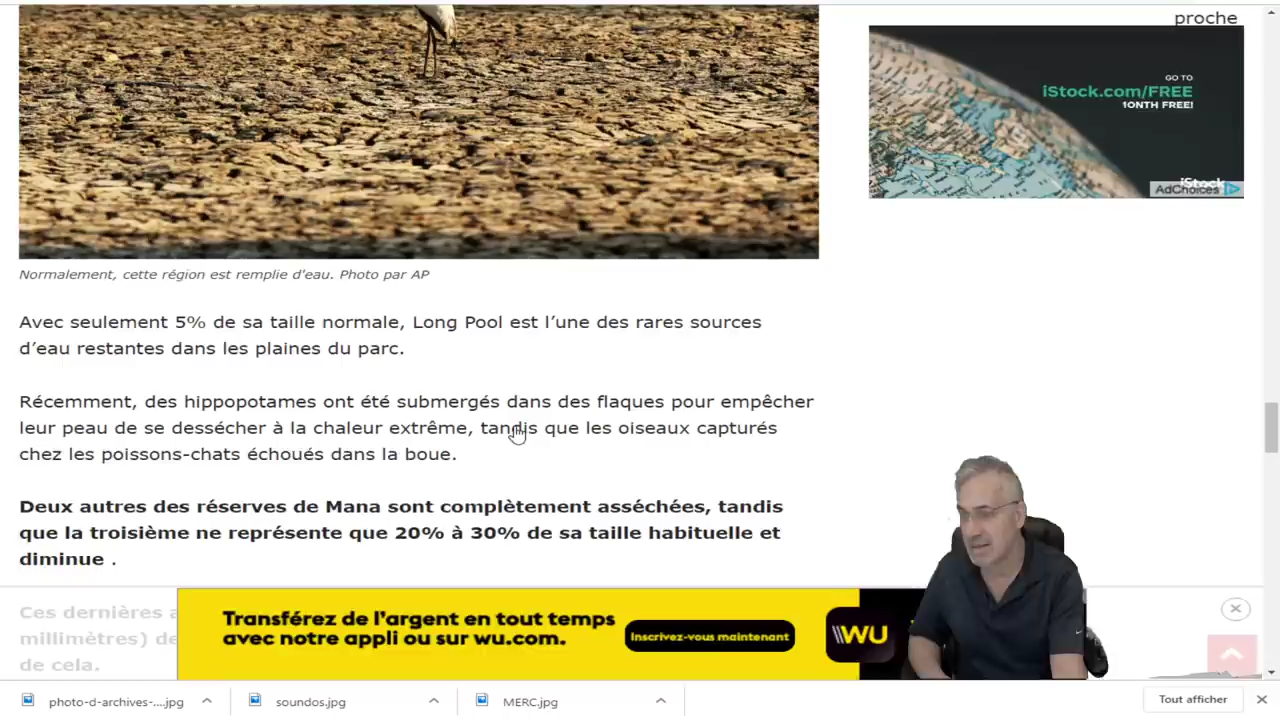 proche
GO TO
iStock.com/FREE
1ONTH FREE!
iStock
AdChoices
Normalement, cette région est remplie d'eau. Photo par AP
Avec seulement 5% de sa taille normale, Long Pool est l’une des rares sources
d’eau restantes dans les plaines du parc.
Récemment, des hippopotames ont été submergés dans des flaques pour empêcher
leur peau de se dessécher à la chaleur extrême, tandis que les oiseaux capturés
chez les poissons-chats échoués dans la boue.
Deux autres des réserves de Mana sont complètement asséchées, tandis
que la troisième ne représente que 20% à 30% de sa taille habituelle et
diminue .
Ces dernières a
millimètres) de
de cela.
Transférez de l’argent en tout temps
avec notre appli ou sur wu.com.
Inscrivez-vous maintenant
WU
photo-d-archives-....jpg
soundos.jpg
MERC.jpg
Tout afficher